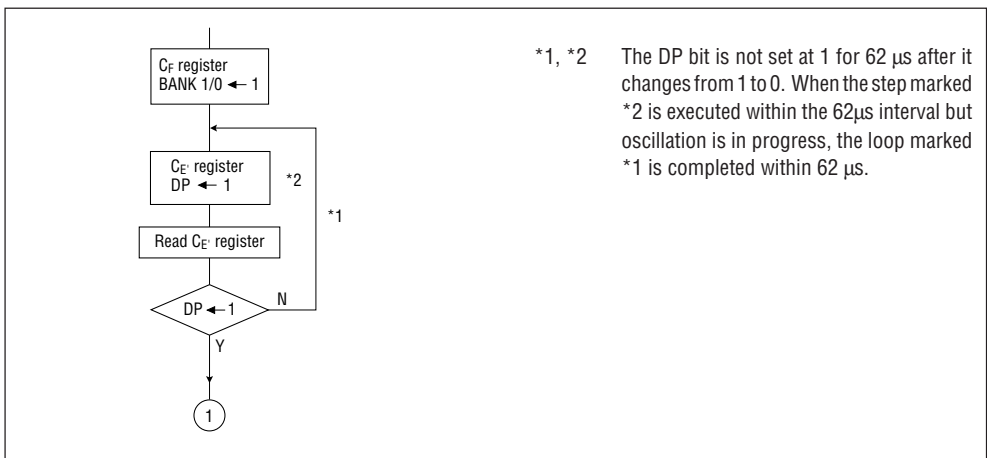 C_F register
BANK 1/0 ← 1
C_E' register
DP ← 1
*2
*1
Read C_E' register
DP ← 1
N
Y
1
*1, *2 The DP bit is not set at 1 for 62 μs after it
changes from 1 to 0. When the step marked
*2 is executed within the 62μs interval but
oscillation is in progress, the loop marked
*1 is completed within 62 μs.